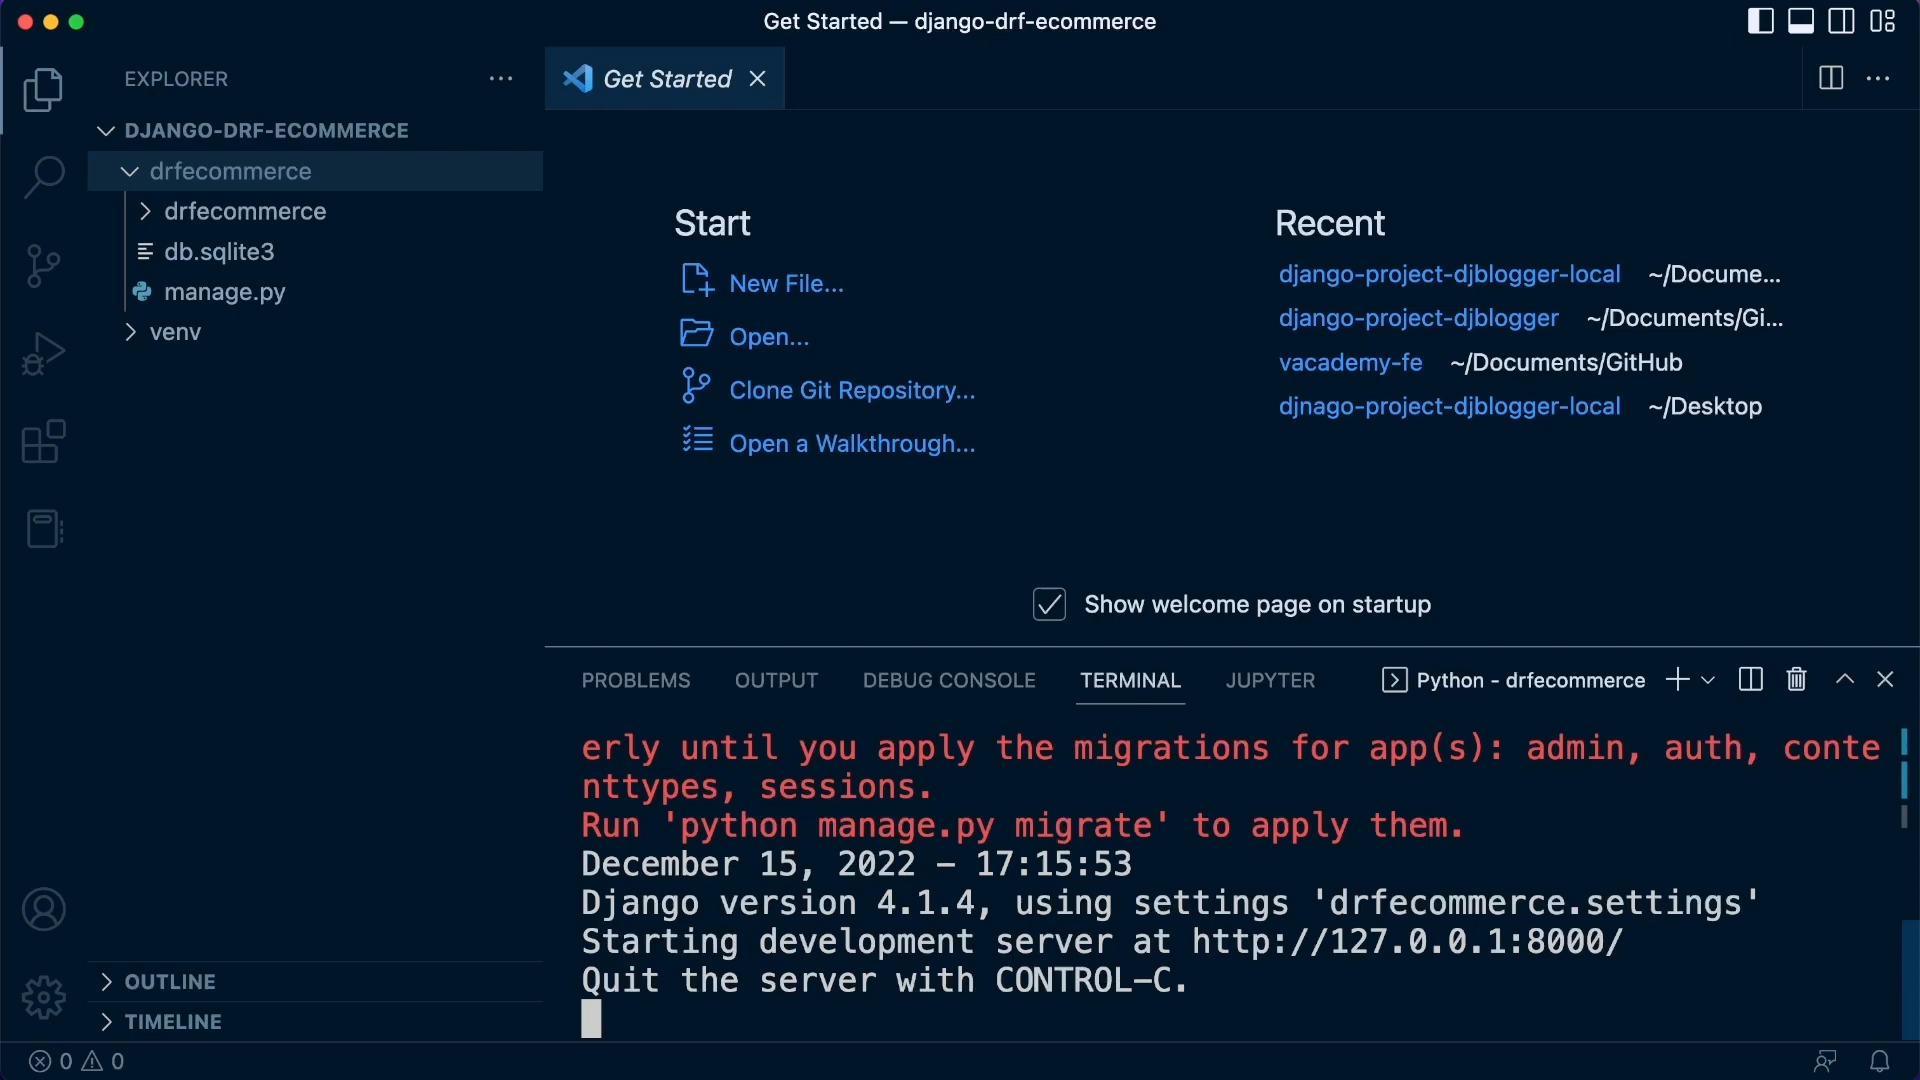 Get Started — django-drf-ecommerce
EXPLORER
Get Started
DJANGO-DRF-ECOMMERCE
drfecommerce
drfecommerce
db.sqlite3
manage.py
venv
OUTLINE
TIMELINE
Start
New File...
Open...
Clone Git Repository...
Open a Walkthrough...
Recent
django-project-djblogger-local ~/Docume...
django-project-djblogger ~/Documents/Gi...
vacademy-fe ~/Documents/GitHub
djnago-project-djblogger-local ~/Desktop
Show welcome page on startup
PROBLEMS OUTPUT DEBUG CONSOLE TERMINAL JUPYTER Python - drfecommerce
erly until you apply the migrations for app(s): admin, auth, conte
nttypes, sessions.
Run 'python manage.py migrate' to apply them.
December 15, 2022 - 17:15:53
Django version 4.1.4, using settings 'drfecommerce.settings'
Starting development server at http://127.0.0.1:8000/
Quit the server with CONTROL-C.
0 0